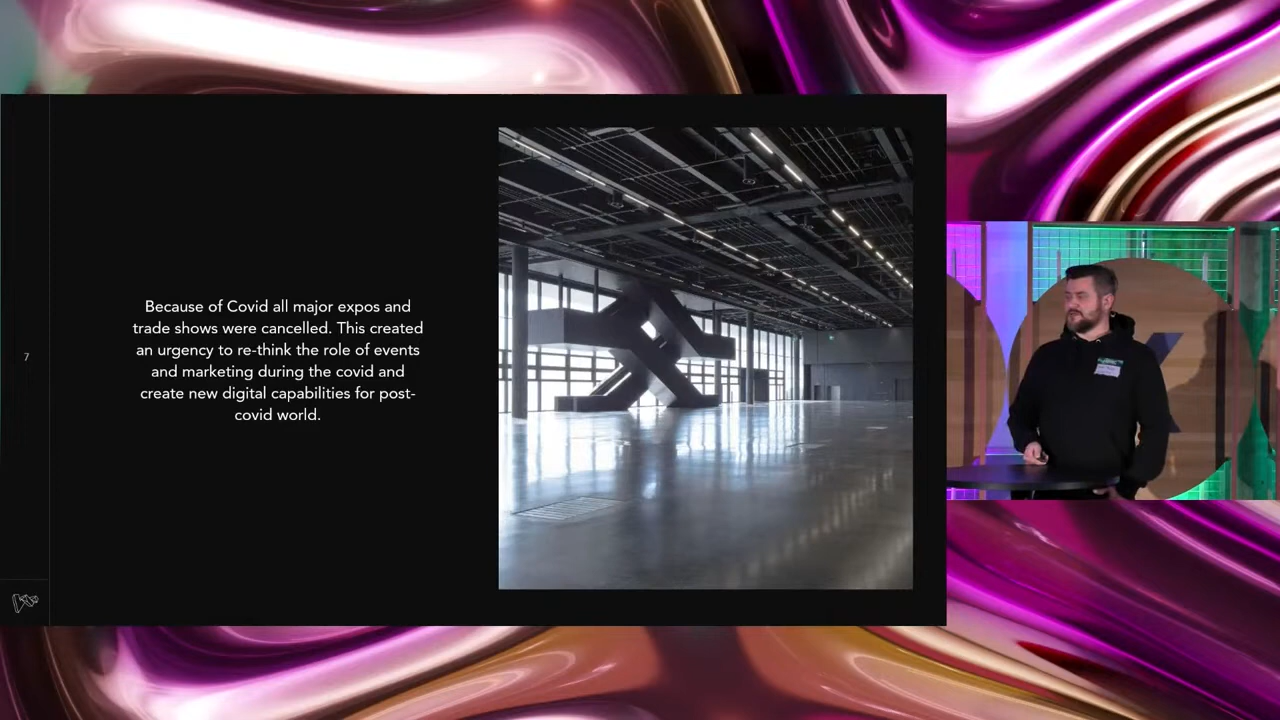 Because of Covid all major expos and
trade shows were cancelled. This created
an urgency to re-think the role of events
and marketing during the covid and
create new digital capabilities for post-
covid world.
7